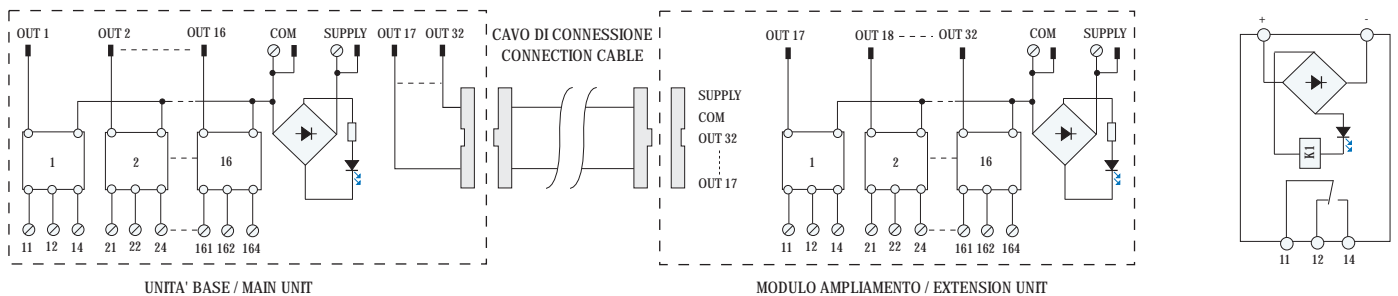 OUT 1 OUT 2 OUT 16 COM SUPPLY OUT 17 OUT 32
1 2 16
11 12 14 21 22 24 161 162 164
UNITA' BASE / MAIN UNIT
CAVO DI CONNESSIONE
CONNECTION CABLE
SUPPLY
COM
OUT 32
OUT 17
OUT 17 OUT 18 OUT 32 COM SUPPLY
1 2 16
11 12 14 21 22 24 161 162 164
MODULO AMPLIAMENTO / EXTENSION UNIT
+ -
K1
11 12 14